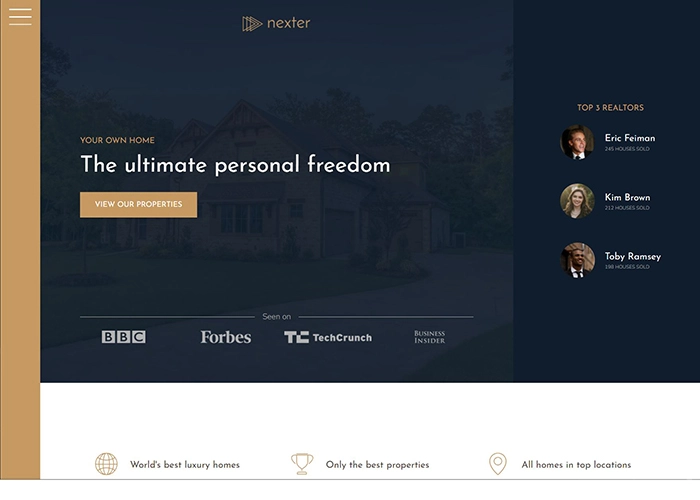 nexter
YOUR OWN HOME
The ultimate personal freedom
VIEW OUR PROPERTIES
Seen on
BBC
Forbes
TC TechCrunch
BUSINESS
INSIDER
TOP 3 REALTORS
Eric Feiman
245 HOUSES SOLD
Kim Brown
212 HOUSES SOLD
Toby Ramsey
198 HOUSES SOLD
World's best luxury homes
Only the best properties
All homes in top locations